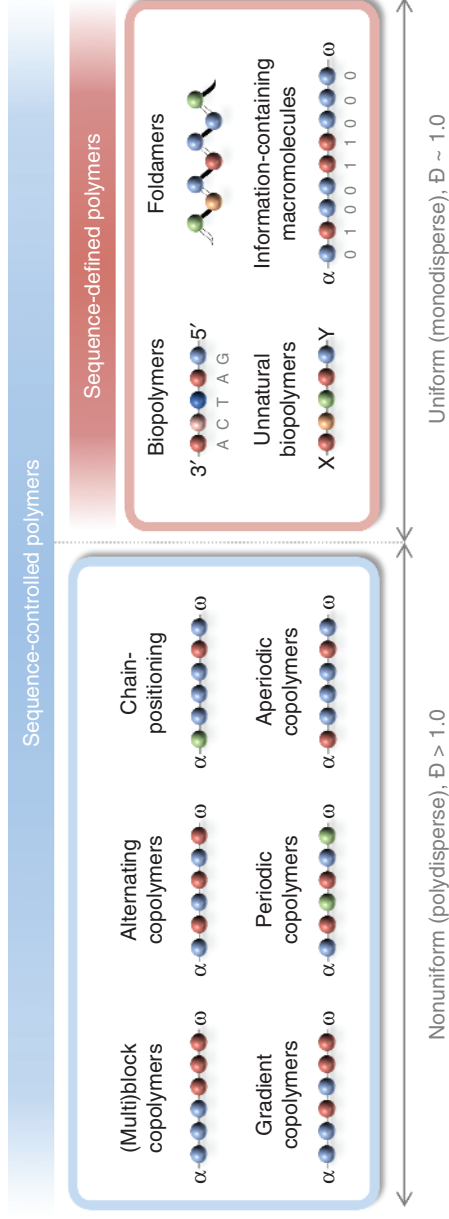 Sequence-controlled polymers
Sequence-defined polymers
(Multi)block
copolymers
α ω
Alternating
copolymers
α ω
Chain-
positioning
α ω
Gradient
copolymers
α ω
Periodic
copolymers
α ω
Aperiodic
copolymers
α ω
Biopolymers
3′ 5′
A C T A G
Foldamers
Unnatural
biopolymers
X Y
Information-containing
macromolecules
α ω
0 1 0 0 1 1 0 0 0
Nonuniform (polydisperse), Đ > 1.0
Uniform (monodisperse), Đ ~ 1.0